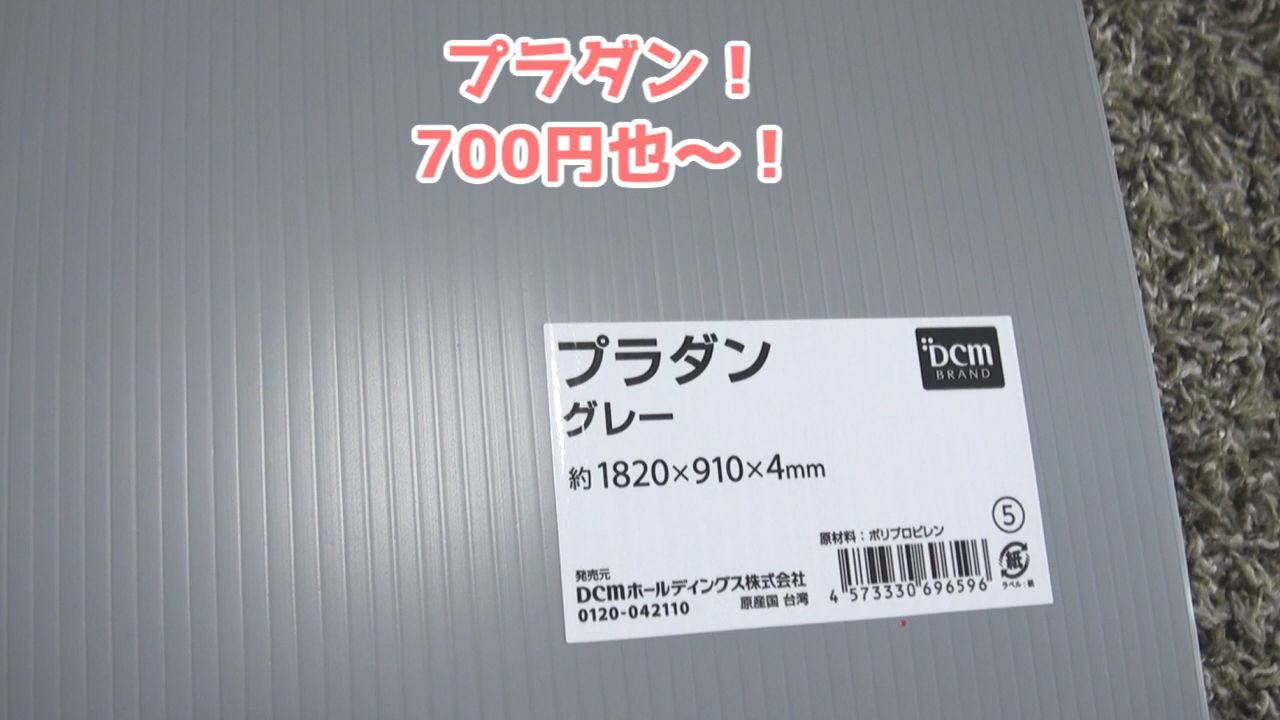 プラダン！
700円也～！
プラダン
DCM
BRAND
グレー
約1820×910×4mm
⑤
原材料：ポリプロピレン
発売元
DCMホールディングス株式会社
0120-042110
原産国 台湾
4 573330 696596
紙
ラベル：紙